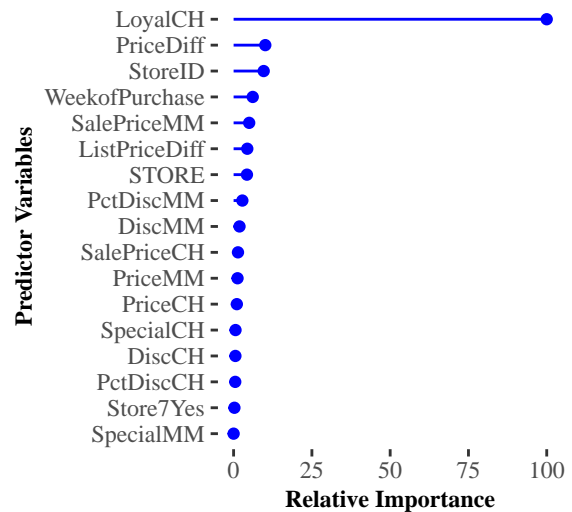 LoyalCH
PriceDiff
StoreID
WeekofPurchase
SalePriceMM
ListPriceDiff
STORE
PctDiscMM
DiscMM
SalePriceCH
PriceMM
PriceCH
SpecialCH
DiscCH
PctDiscCH
Store7Yes
SpecialMM
Predictor Variables
0 25 50 75 100
Relative Importance